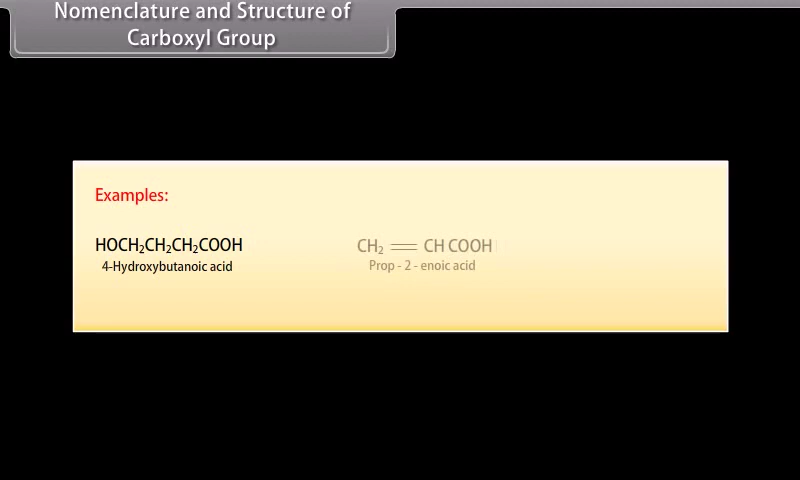 Nomenclature and Structure of
Carboxyl Group
Examples:
HOCH₂CH₂CH₂COOH
4-Hydroxybutanoic acid
CH₂ ═ CH COOH
Prop - 2 - enoic acid